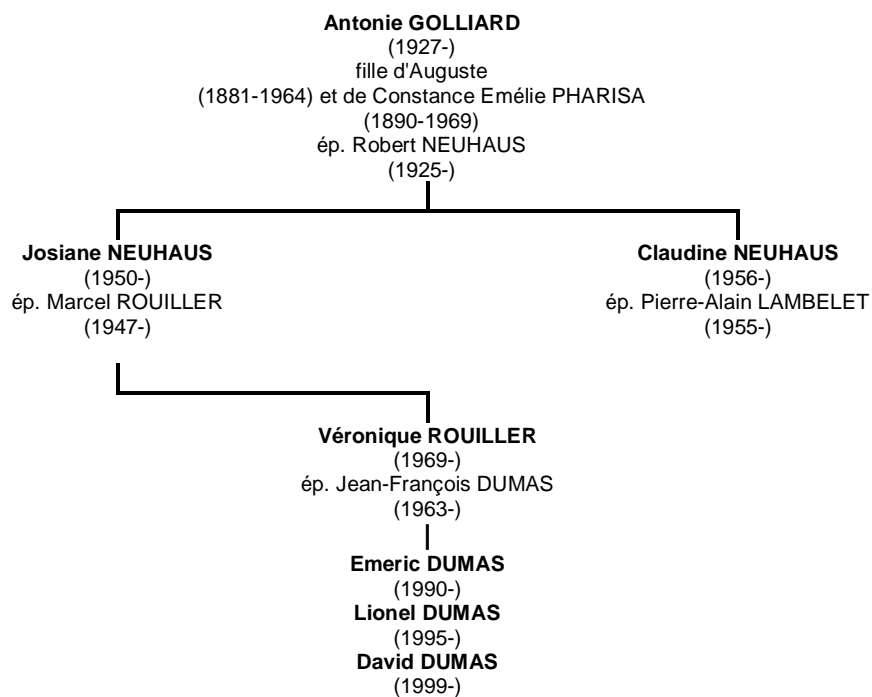 Antonie GOLLIARD
(1927-)
fille d'Auguste
(1881-1964) et de Constance Emélie PHARISA
(1890-1969)
ép. Robert NEUHAUS
(1925-)
Josiane NEUHAUS
(1950-)
ép. Marcel ROUILLER
(1947-)
Claudine NEUHAUS
(1956-)
ép. Pierre-Alain LAMBELET
(1955-)
Véronique ROUILLER
(1969-)
ép. Jean-François DUMAS
(1963-)
Emeric DUMAS
(1990-)
Lionel DUMAS
(1995-)
David DUMAS
(1999-)